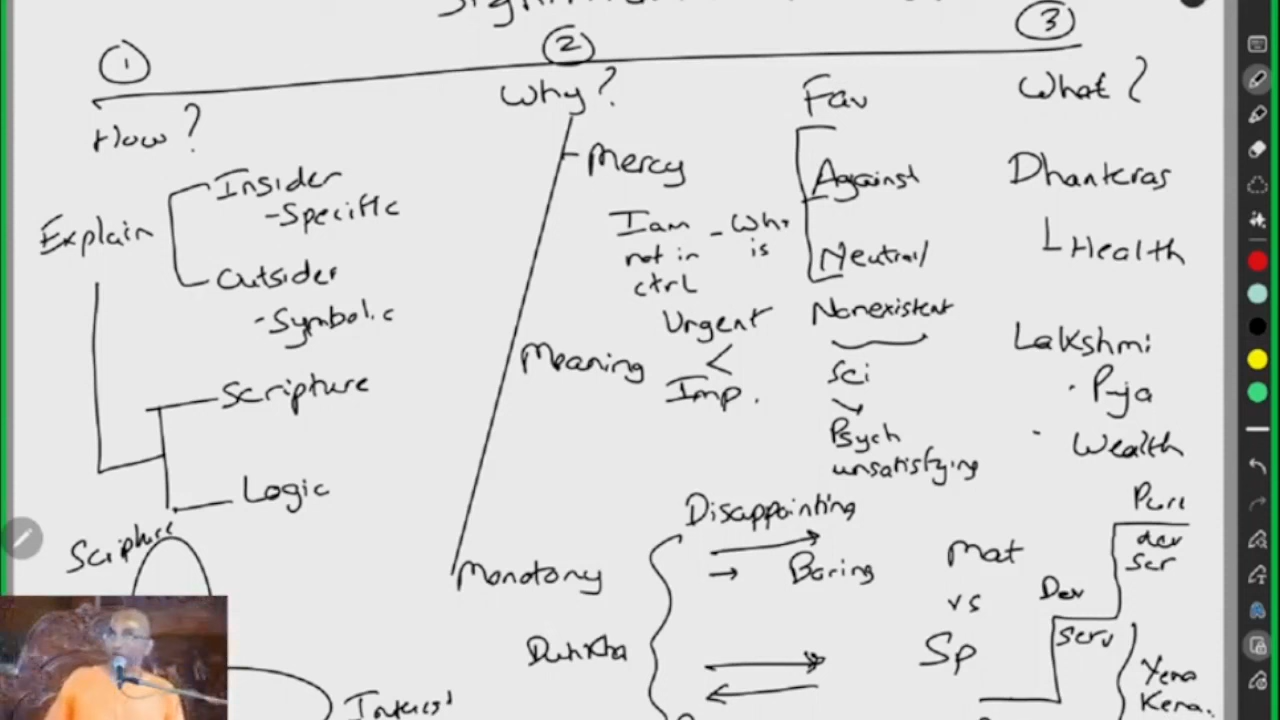 1
2
3
How?
Explain
Insider
-Specific
Outsider
-Symbolic
Scripture
Logic
Scripture
Why?
Mercy
I am - Who
not in is
ctrl
Urgent
<
Imp.
Meaning
Monotony
Dukkha
Disappointing
→ Boring
Fav
Against
Neutral/
Nonexistent
Sci
Psych
unsatisfying
What?
Dhanteras
Health
Lakshmi
· Puja
· Wealth
Mat
vs
Sp
Dev
Serv
Pure
dev
ser
Yena
Kena.